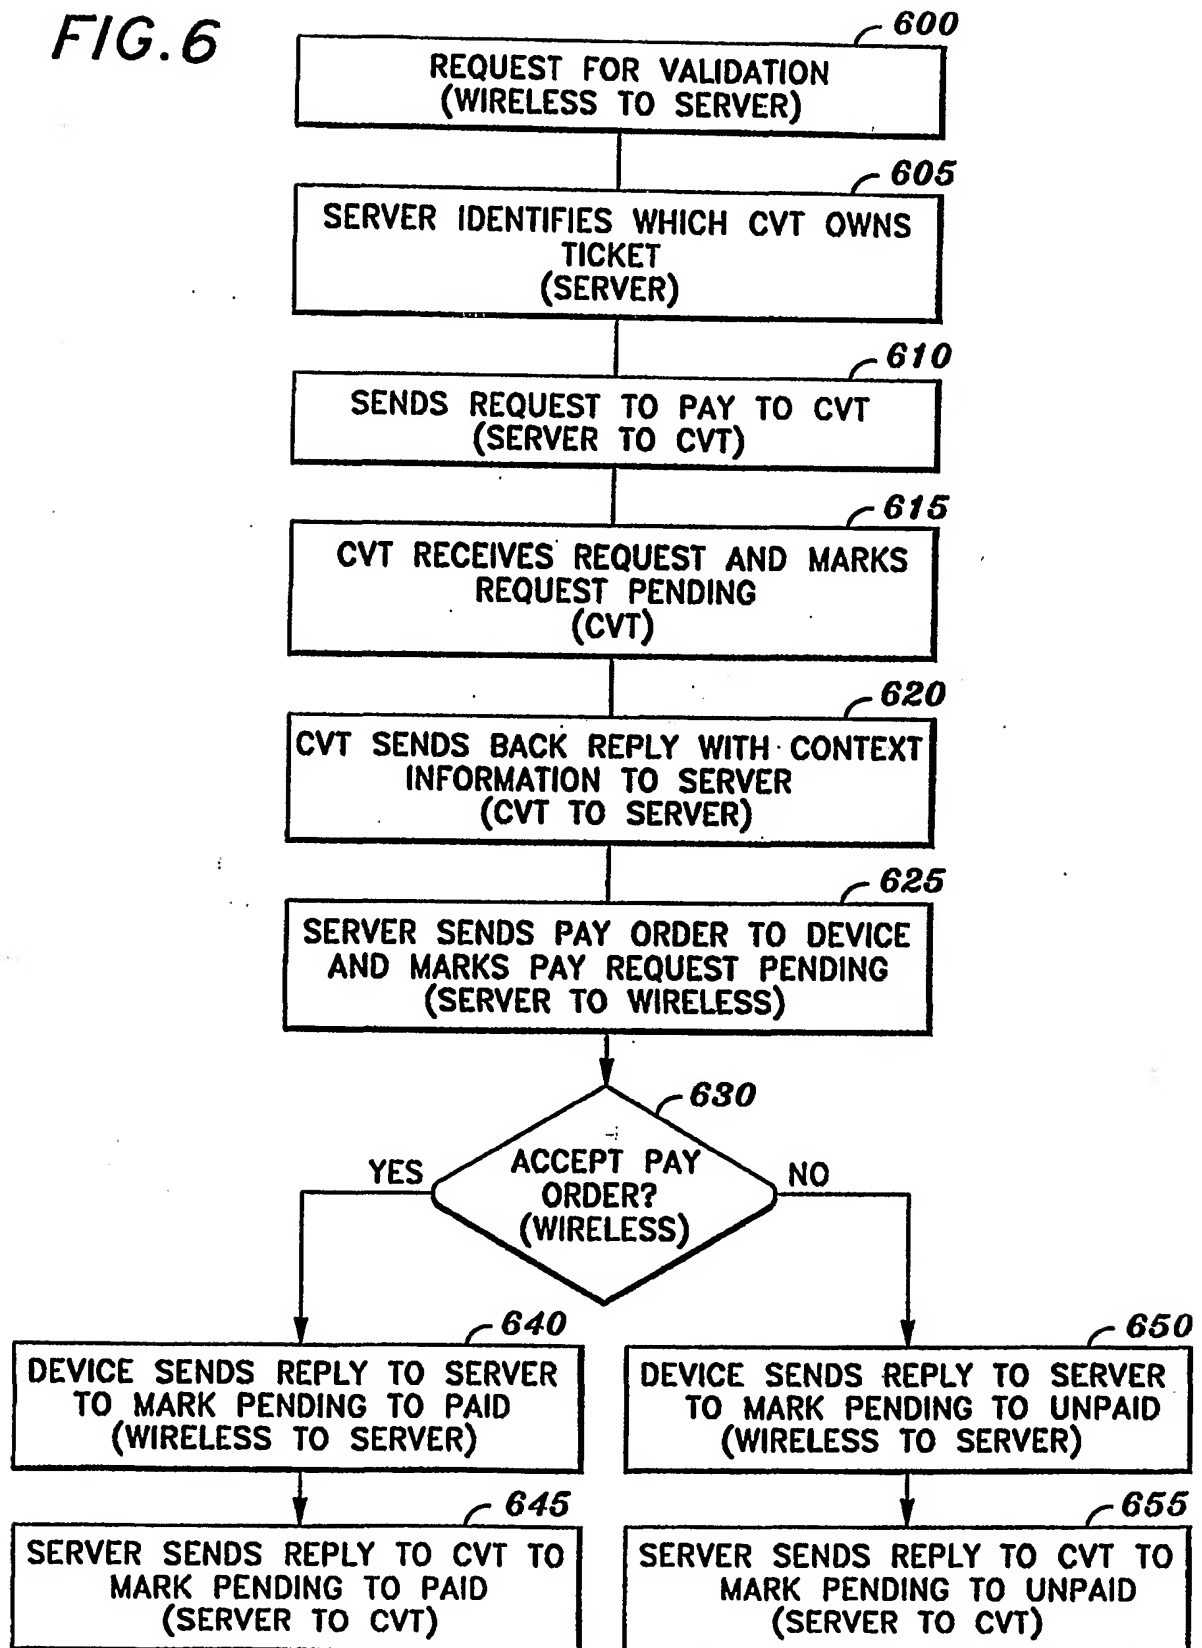 FIG.6
600
REQUEST FOR VALIDATION
(WIRELESS TO SERVER)
605
SERVER IDENTIFIES WHICH CVT OWNS
TICKET
(SERVER)
610
SENDS REQUEST TO PAY TO CVT
(SERVER TO CVT)
615
CVT RECEIVES REQUEST AND MARKS
REQUEST PENDING
(CVT)
620
CVT SENDS BACK REPLY WITH CONTEXT
INFORMATION TO SERVER
(CVT TO SERVER)
625
SERVER SENDS PAY ORDER TO DEVICE
AND MARKS PAY REQUEST PENDING
(SERVER TO WIRELESS)
630
ACCEPT PAY
ORDER?
(WIRELESS)
YES
NO
640
DEVICE SENDS REPLY TO SERVER
TO MARK PENDING TO PAID
(WIRELESS TO SERVER)
645
SERVER SENDS REPLY TO CVT TO
MARK PENDING TO PAID
(SERVER TO CVT)
650
DEVICE SENDS REPLY TO SERVER
TO MARK PENDING TO UNPAID
(WIRELESS TO SERVER)
655
SERVER SENDS REPLY TO CVT TO
MARK PENDING TO UNPAID
(SERVER TO CVT)